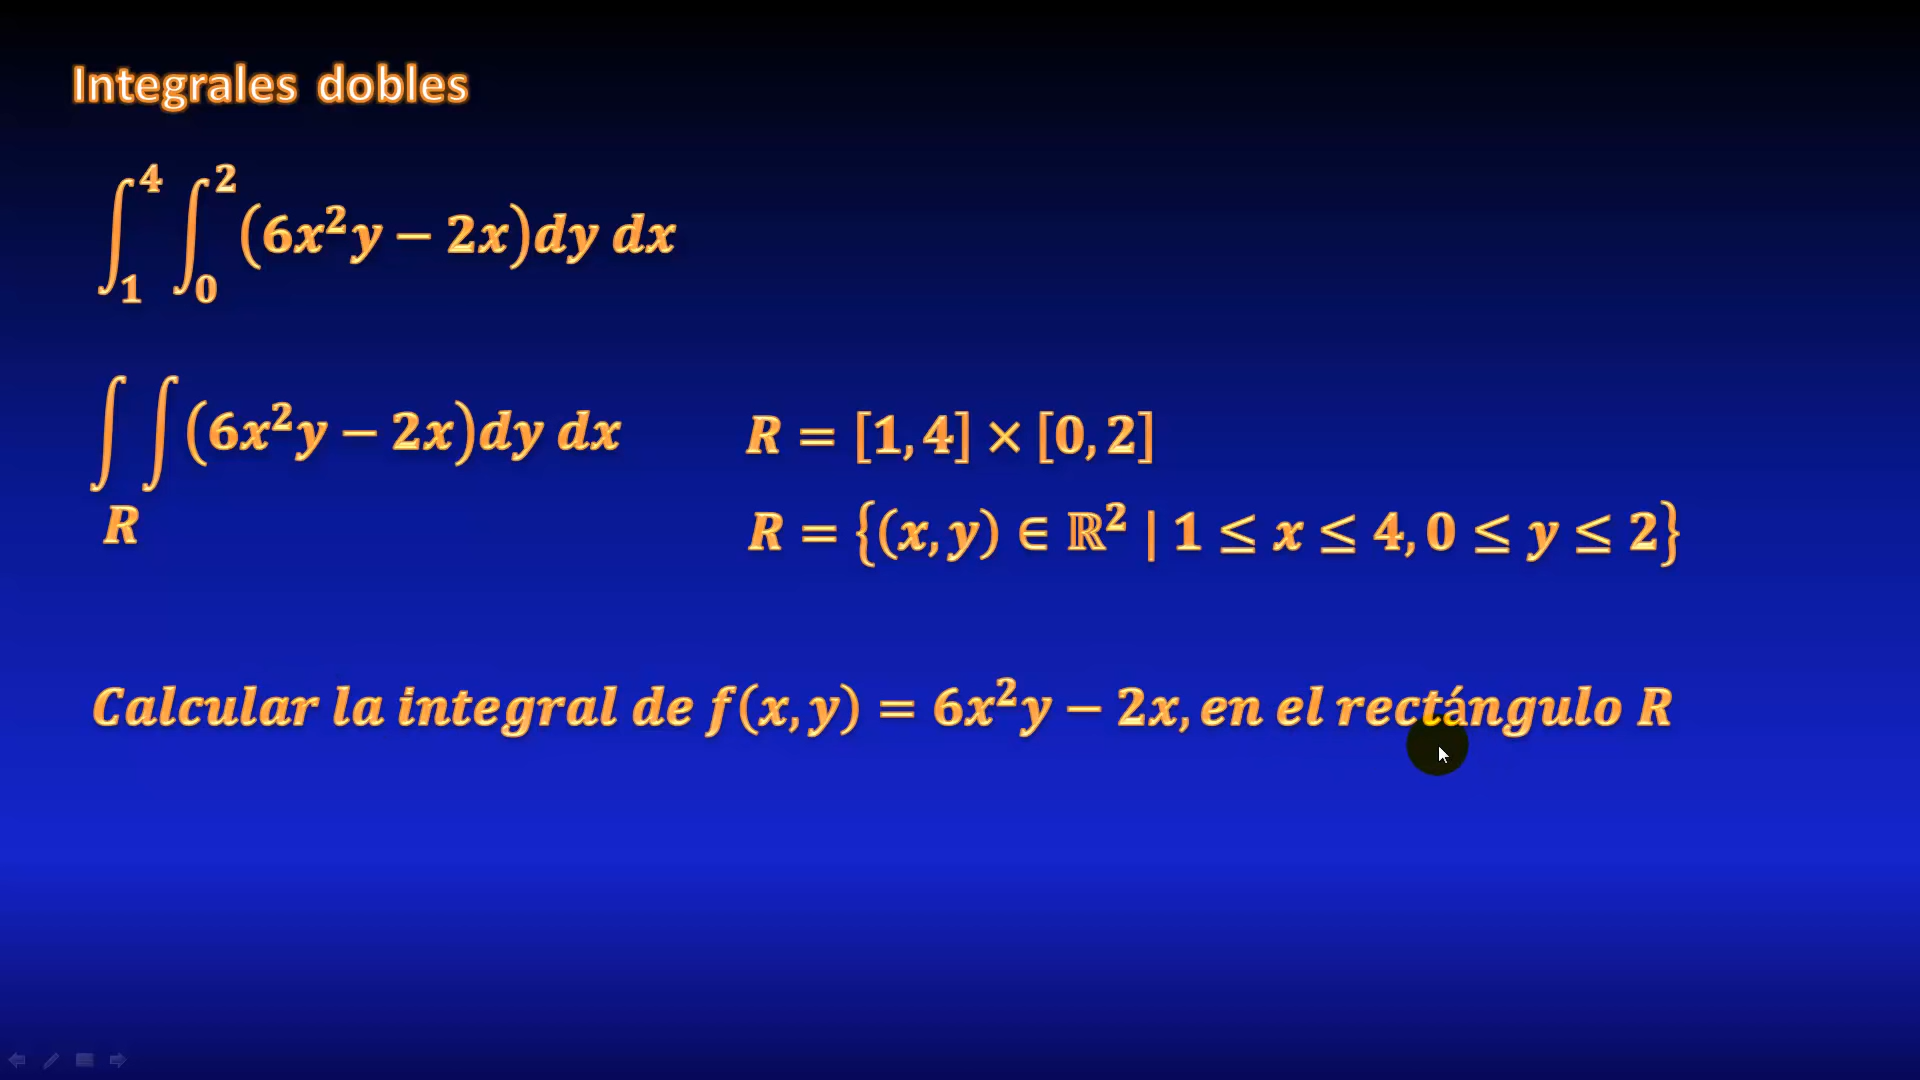 Integrales dobles
∫₁⁴ ∫₀² (6x²y − 2x)dy dx
∫∫ (6x²y − 2x)dy dx R = [1, 4] × [0, 2]
R R = {(x, y) ∈ ℝ² | 1 ≤ x ≤ 4, 0 ≤ y ≤ 2}
Calcular la integral de f(x, y) = 6x²y − 2x, en el rectángulo R